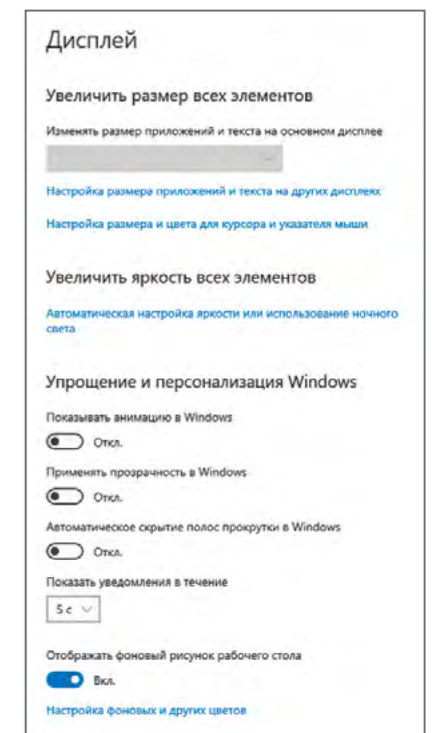 Дисплей
Увеличить размер всех элементов
Изменять размер приложений и текста на основном дисплее
Настройка размера приложений и текста на других дисплеях
Настройка размера и цвета для курсора и указателя мыши
Увеличить яркость всех элементов
Автоматическая настройка яркости или использование ночного
света
Упрощение и персонализация Windows
Показывать анимацию в Windows
Откл.
Применять прозрачность в Windows
Откл.
Автоматическое скрытие полос прокрутки в Windows
Откл.
Показать уведомления в течение
5 с
Отображать фоновый рисунок рабочего стола
Вкл.
Настройка фоновых и других цветов